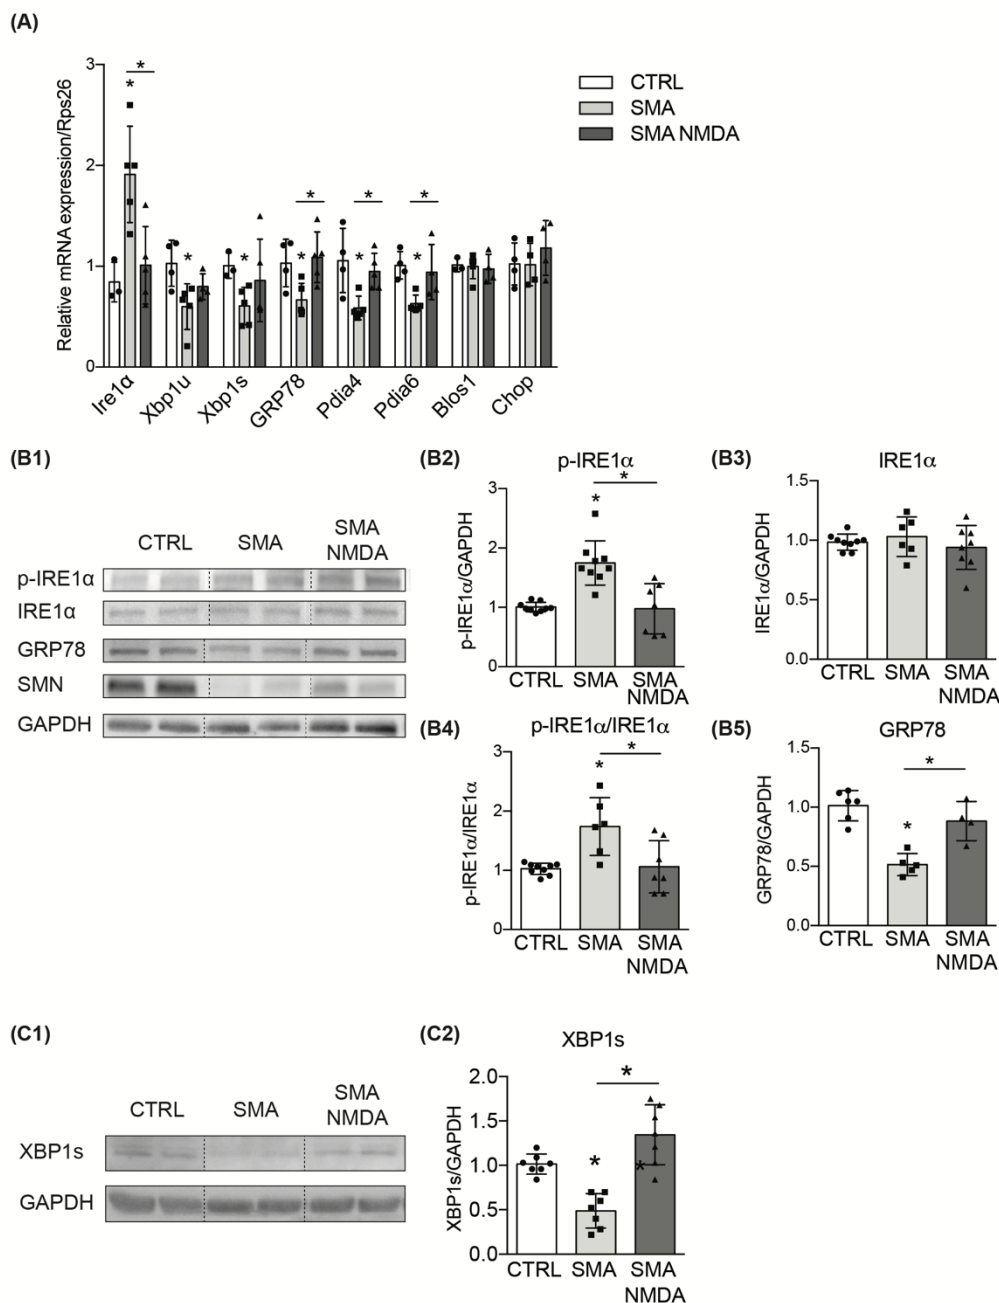 (A)
Relative mRNA expression/Rps26
3
2
1
0
*
*
*
*
*
*
*
*
*
*
CTRL
SMA
SMA NMDA
Ire1α
Xbp1u
Xbp1s
GRP78
Pdia4
Pdia6
Blos1
Chop
(B1)
CTRL
SMA
SMA
NMDA
p-IRE1α
IRE1α
GRP78
SMN
GAPDH
(B2)
p-IRE1α
p-IRE1α/GAPDH
3
2
1
0
*
*
CTRL
SMA
SMA
NMDA
(B3)
IRE1α
IRE1α/GAPDH
1.5
1.0
0.5
0.0
CTRL
SMA
SMA
NMDA
(B4)
p-IRE1α/IRE1α
p-IRE1α/IRE1α
3
2
1
0
*
*
CTRL
SMA
SMA
NMDA
(B5)
GRP78
GRP78/GAPDH
1.5
1.0
0.5
0.0
*
*
CTRL
SMA
SMA
NMDA
(C1)
CTRL
SMA
SMA
NMDA
XBP1s
GAPDH
(C2)
XBP1s
XBP1s/GAPDH
2.0
1.5
1.0
0.5
0.0
*
*
*
CTRL
SMA
SMA
NMDA